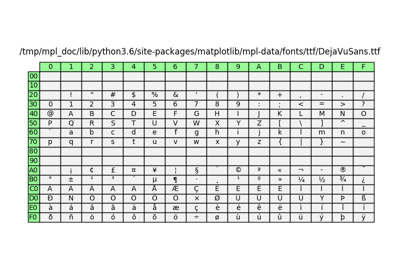 /tmp/mpl_doc/lib/python3.6/site-packages/matplotlib/mpl-data/fonts/ttf/DejaVuSans.ttf
0 1 2 3 4 5 6 7 8 9 A B C D E F
00
10
20 ! " # $ % & ' ( ) * + , - . /
30 0 1 2 3 4 5 6 7 8 9 : ; < = > ?
40 @ A B C D E F G H I J K L M N O
50 P Q R S T U V W X Y Z [ \ ] ^ _
60 ` a b c d e f g h i j k l m n o
70 p q r s t u v w x y z { | } ~
80
90
A0 ¡ ¢ £ ¤ ¥ ¦ § ¨ © ª « ¬ - ® ¯
B0 ° ± ² ³ ´ µ ¶ · ¸ ¹ º » ¼ ½ ¾ ¿
C0 À Á Â Ã Ä Å Æ Ç È É Ê Ë Ì Í Î Ï
D0 Ð Ñ Ò Ó Ô Õ Ö × Ø Ù Ú Û Ü Ý Þ ß
E0 à á â ã ä å æ ç è é ê ë ì í î ï
F0 ð ñ ò ó ô õ ö ÷ ø ù ú û ü ý þ ÿ